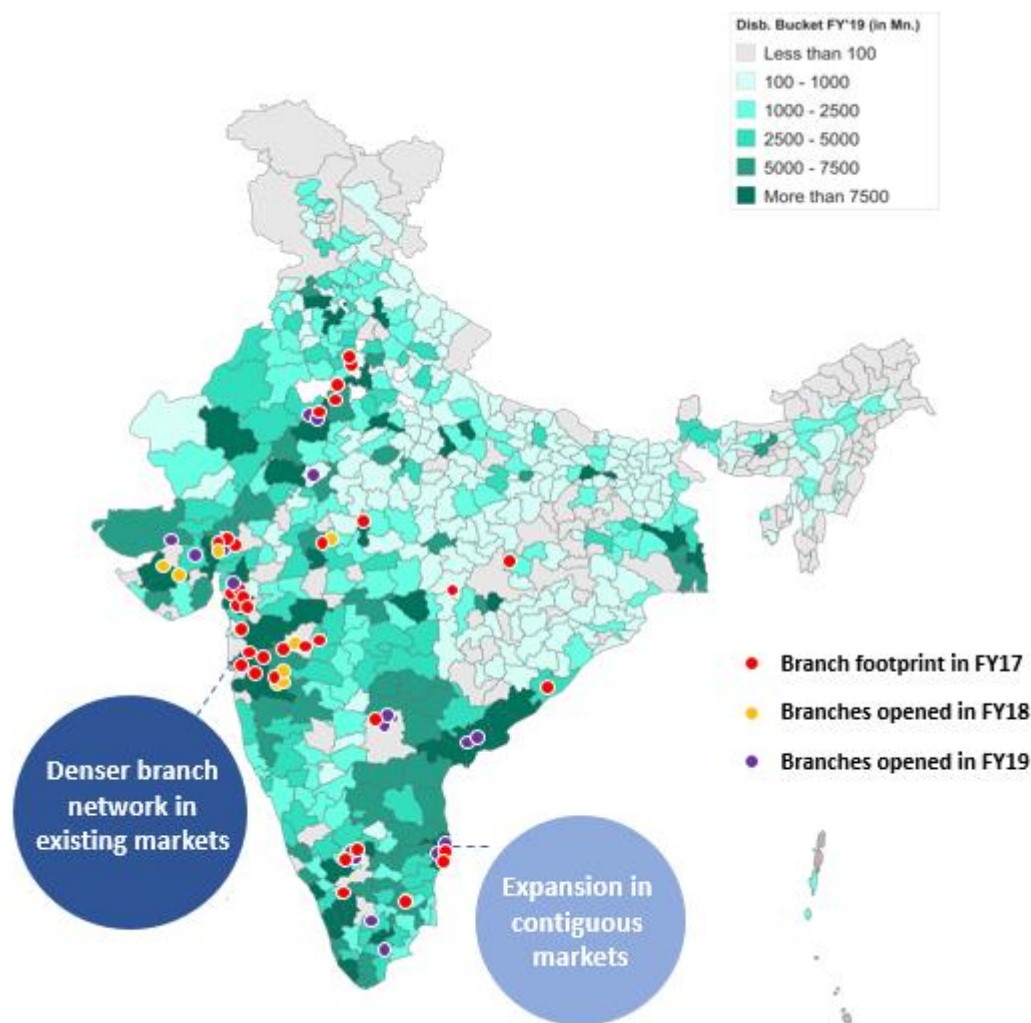 Disb. Bucket FY'19 (in Mn.)
Less than 100
100 - 1000
1000 - 2500
2500 - 5000
5000 - 7500
More than 7500
Branch footprint in FY17
Branches opened in FY18
Branches opened in FY19
Denser branch
network in
existing markets
Expansion in
contiguous
markets